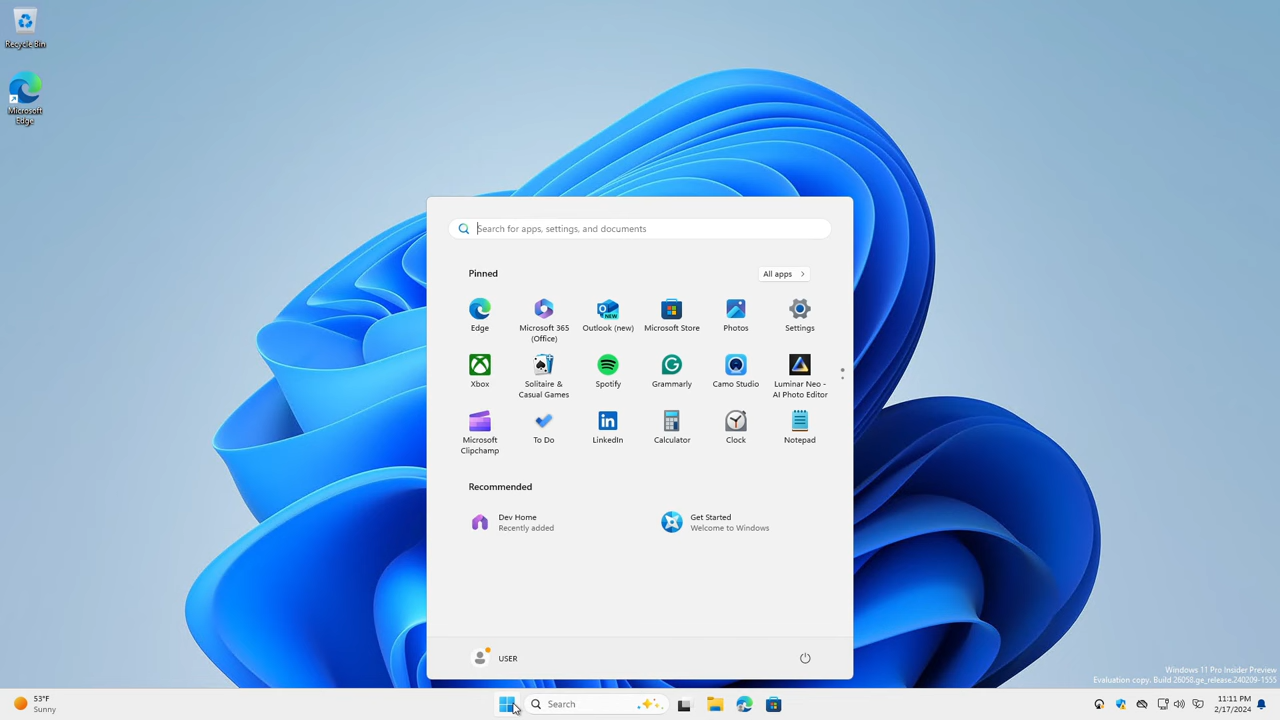 Recycle Bin
Microsoft
Edge
Search for apps, settings, and documents
Pinned
All apps
Edge
Microsoft 365
(Office)
Outlook (new)
Microsoft Store
Photos
Settings
Xbox
Solitaire &
Casual Games
Spotify
Grammarly
Camo Studio
Luminar Neo -
AI Photo Editor
Microsoft
Clipchamp
To Do
LinkedIn
Calculator
Clock
Notepad
Recommended
Dev Home
Recently added
Get Started
Welcome to Windows
USER
Windows 11 Pro Insider Preview
Evaluation copy. Build 26058.ge_release.240209-1555
53°F
Sunny
Search
11:11 PM
2/17/2024